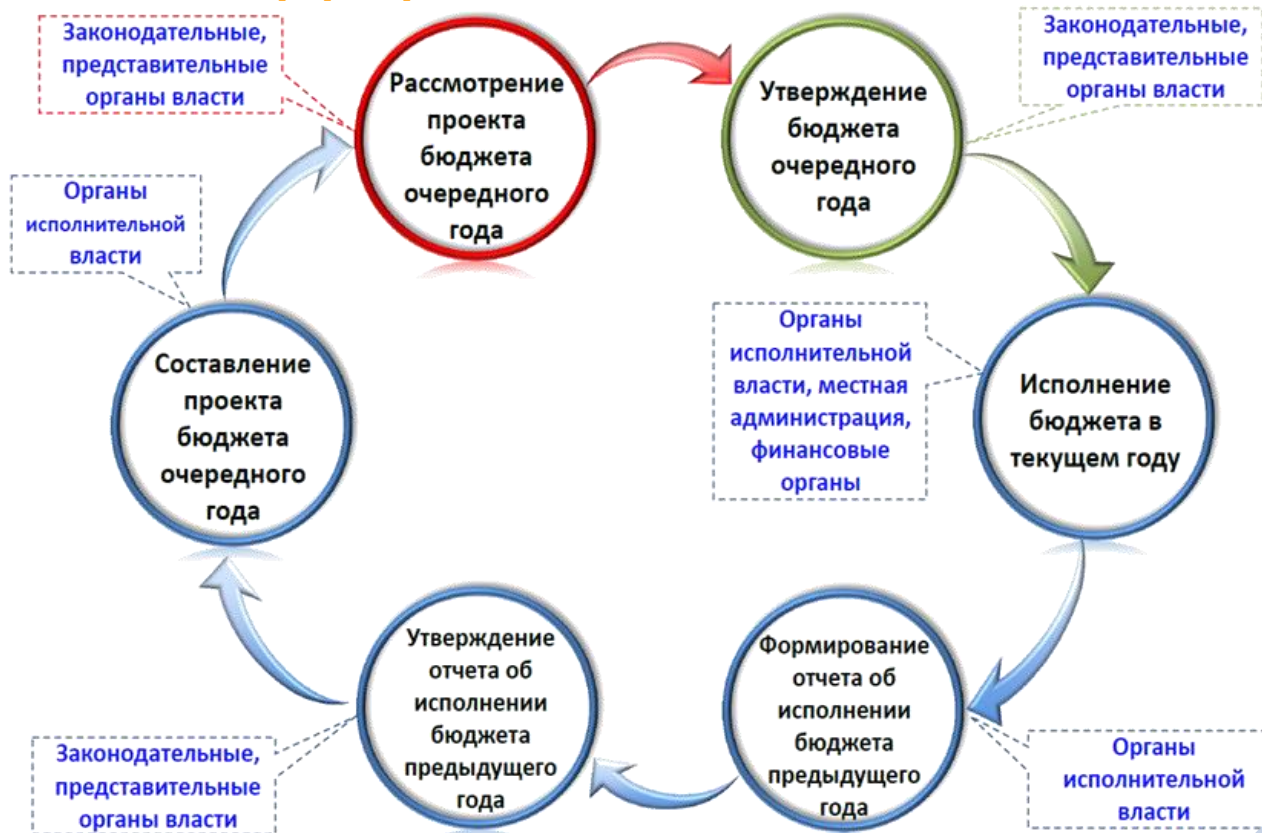 Законодательные,
представительные
органы власти
Рассмотрение
проекта
бюджета
очередного
года
Утверждение
бюджета
очередного
года
Законодательные,
представительные
органы власти
Органы
исполнительной
власти
Составление
проекта
бюджета
очередного
года
Органы
исполнительной
власти, местная
администрация,
финансовые
органы
Исполнение
бюджета в
текущем году
Утверждение
отчета об
исполнении
бюджета
предыдущего
года
Формирование
отчета об
исполнении
бюджета
предыдущего
года
Законодательные,
представительные
органы власти
Органы
исполнительной
власти